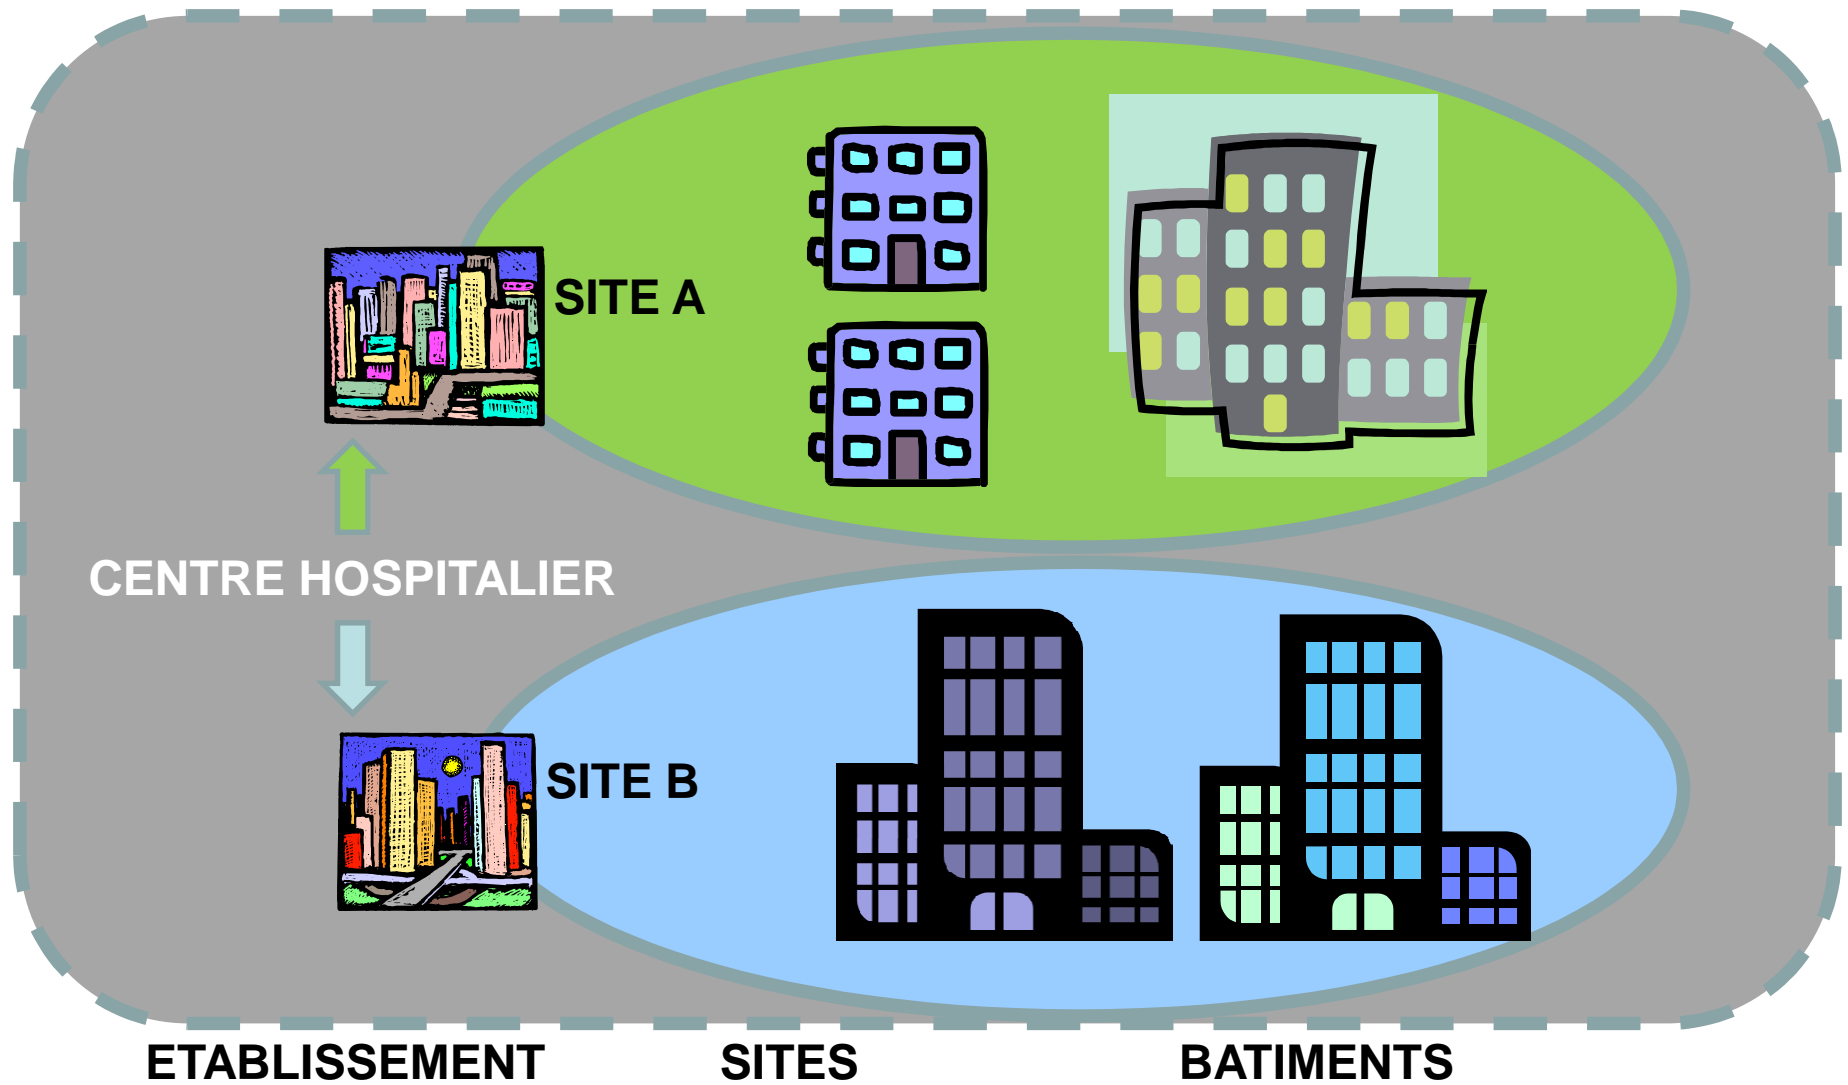 SITE A
CENTRE HOSPITALIER
SITE B
ETABLISSEMENT
SITES
BATIMENTS